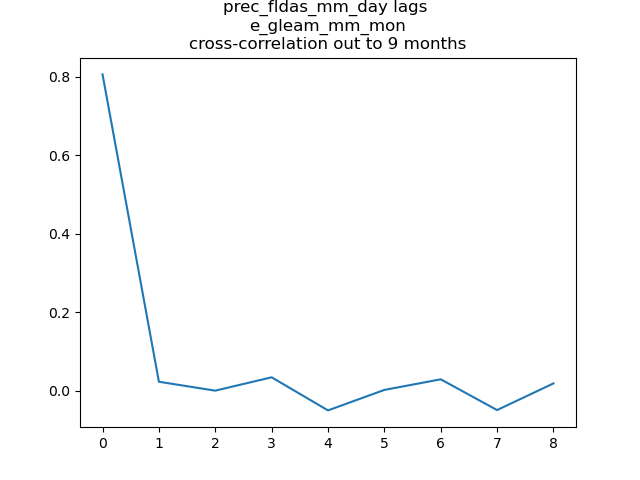 prec_fldas_mm_day lags
e_gleam_mm_mon
cross-correlation out to 9 months
0.8
0.6
0.4
0.2
0.0
0 1 2 3 4 5 6 7 8